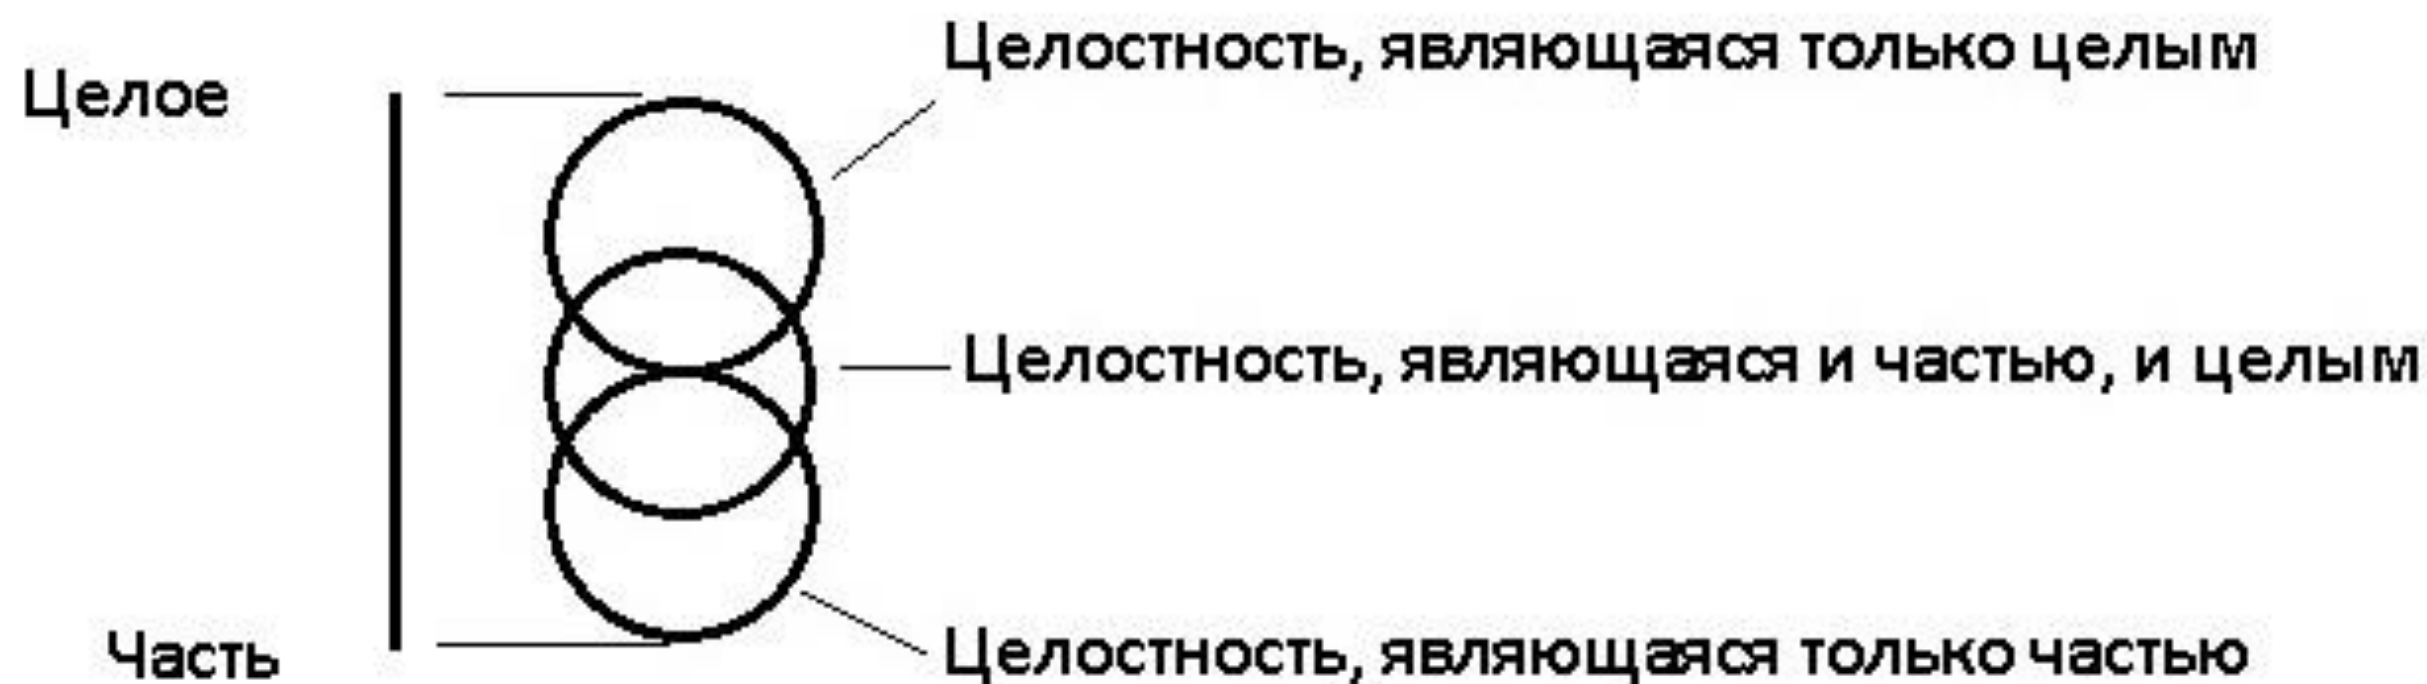 Целостность, являющаяся только целым
Целое
Целостность, являющаяся и частью, и целым
Часть
Целостность, являющаяся только частью